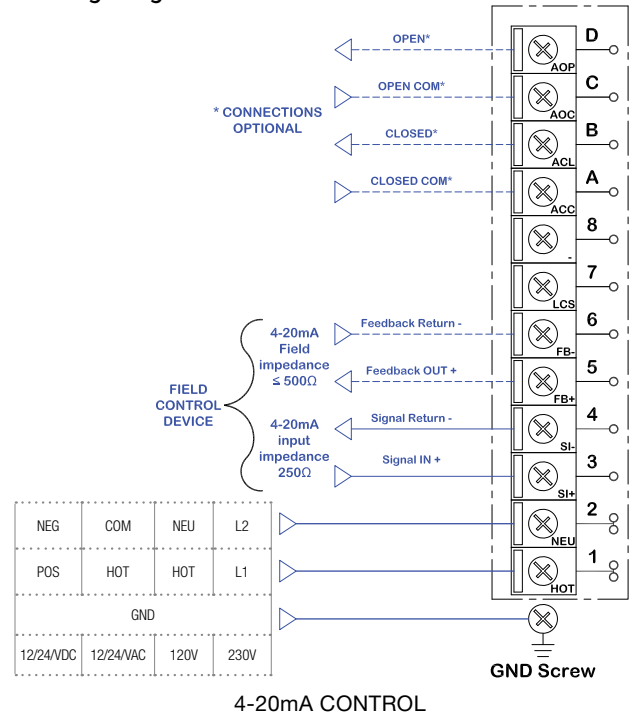 OPEN*
D
AOP
OPEN COM*
C
AOC
* CONNECTIONS
OPTIONAL
CLOSED*
B
ACL
CLOSED COM*
A
ACC
8
-
7
LCS
4-20mA
Field
impedance
≤ 500Ω
Feedback Return -
6
FB-
Feedback OUT +
5
FB+
FIELD
CONTROL
DEVICE
4-20mA
input
impedance
250Ω
Signal Return -
4
SI-
Signal IN +
3
SI+
NEG COM NEU L2
2
NEU
POS HOT HOT L1
1
HOT
GND
12/24/VDC 12/24/VAC 120V 230V
GND Screw
4-20mA CONTROL